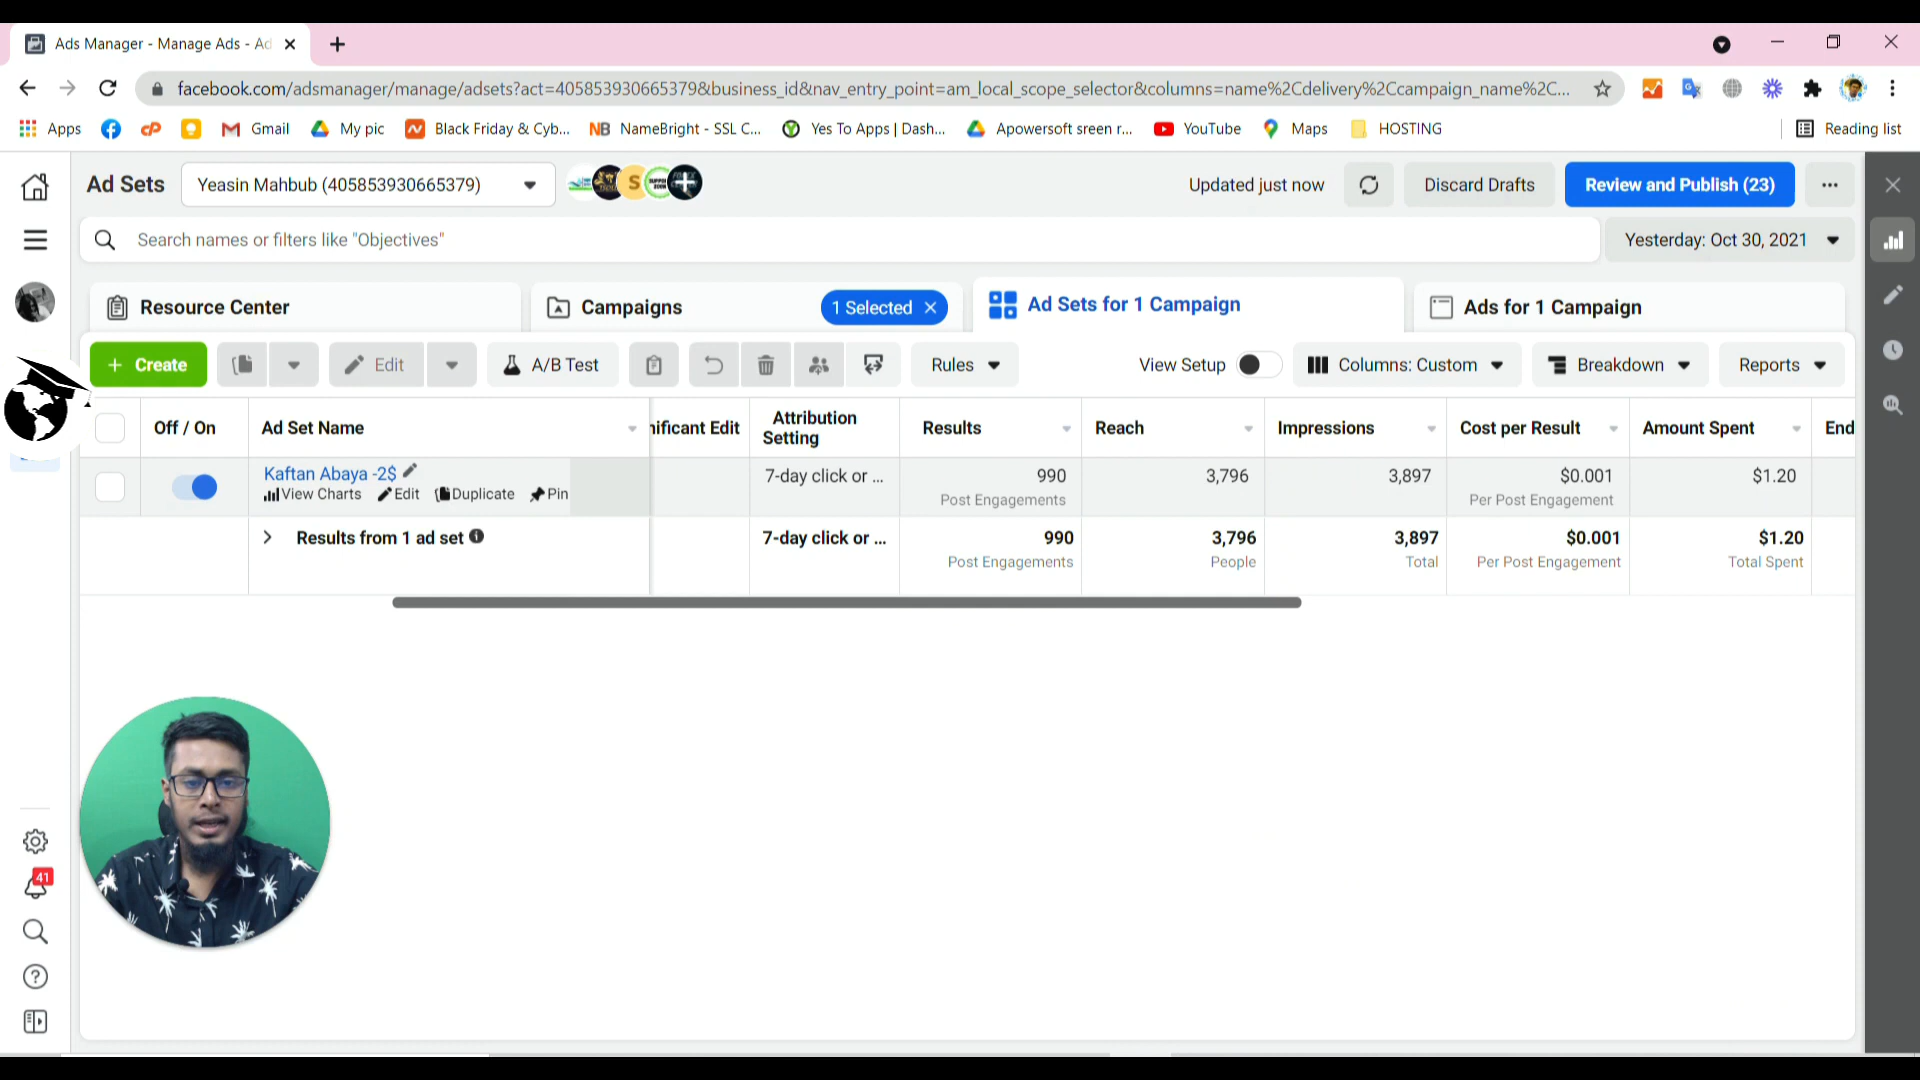 Ads Manager - Manage Ads - Ad
facebook.com/adsmanager/manage/adsets?act=405853930665379&business_id&nav_entry_point=am_local_scope_selector&columns=name%2Cdelivery%2Ccampaign_name%2C...
Apps Gmail My pic Black Friday & Cyb... NB NameBright - SSL C... Yes To Apps | Dash... Apowersoft sreen r... YouTube Maps HOSTING Reading list
Ad Sets Yeasin Mahbub (405853930665379) S Updated just now Discard Drafts Review and Publish (23)
Search names or filters like "Objectives" Yesterday: Oct 30, 2021
Resource Center Campaigns 1 Selected Ad Sets for 1 Campaign Ads for 1 Campaign
+ Create Edit A/B Test Rules View Setup Columns: Custom Breakdown Reports
Off / On Ad Set Name nificant Edit Attribution Setting Results Reach Impressions Cost per Result Amount Spent End
Kaftan Abaya -2$ 7-day click or ... 990 3,796 3,897 $0.001 $1.20
View Charts Edit Duplicate Pin Post Engagements Per Post Engagement
Results from 1 ad set 7-day click or ... 990 3,796 3,897 $0.001 $1.20
Post Engagements People Total Per Post Engagement Total Spent
41